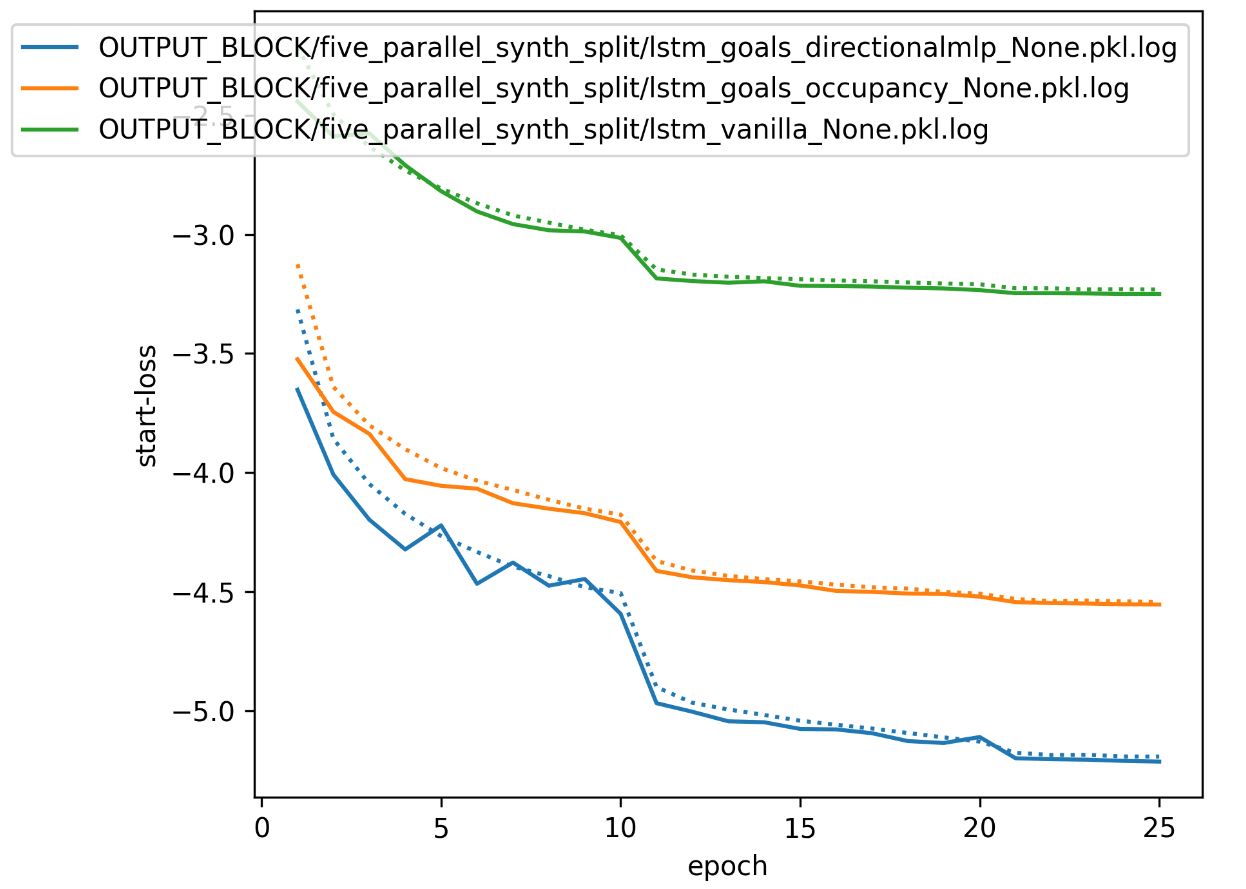 OUTPUT_BLOCK/five_parallel_synth_split/lstm_goals_directionalmlp_None.pkl.log
OUTPUT_BLOCK/five_parallel_synth_split/lstm_goals_occupancy_None.pkl.log
OUTPUT_BLOCK/five_parallel_synth_split/lstm_vanilla_None.pkl.log
−2.5
−3.0
−3.5
−4.0
−4.5
−5.0
start-loss
0 5 10 15 20 25
epoch